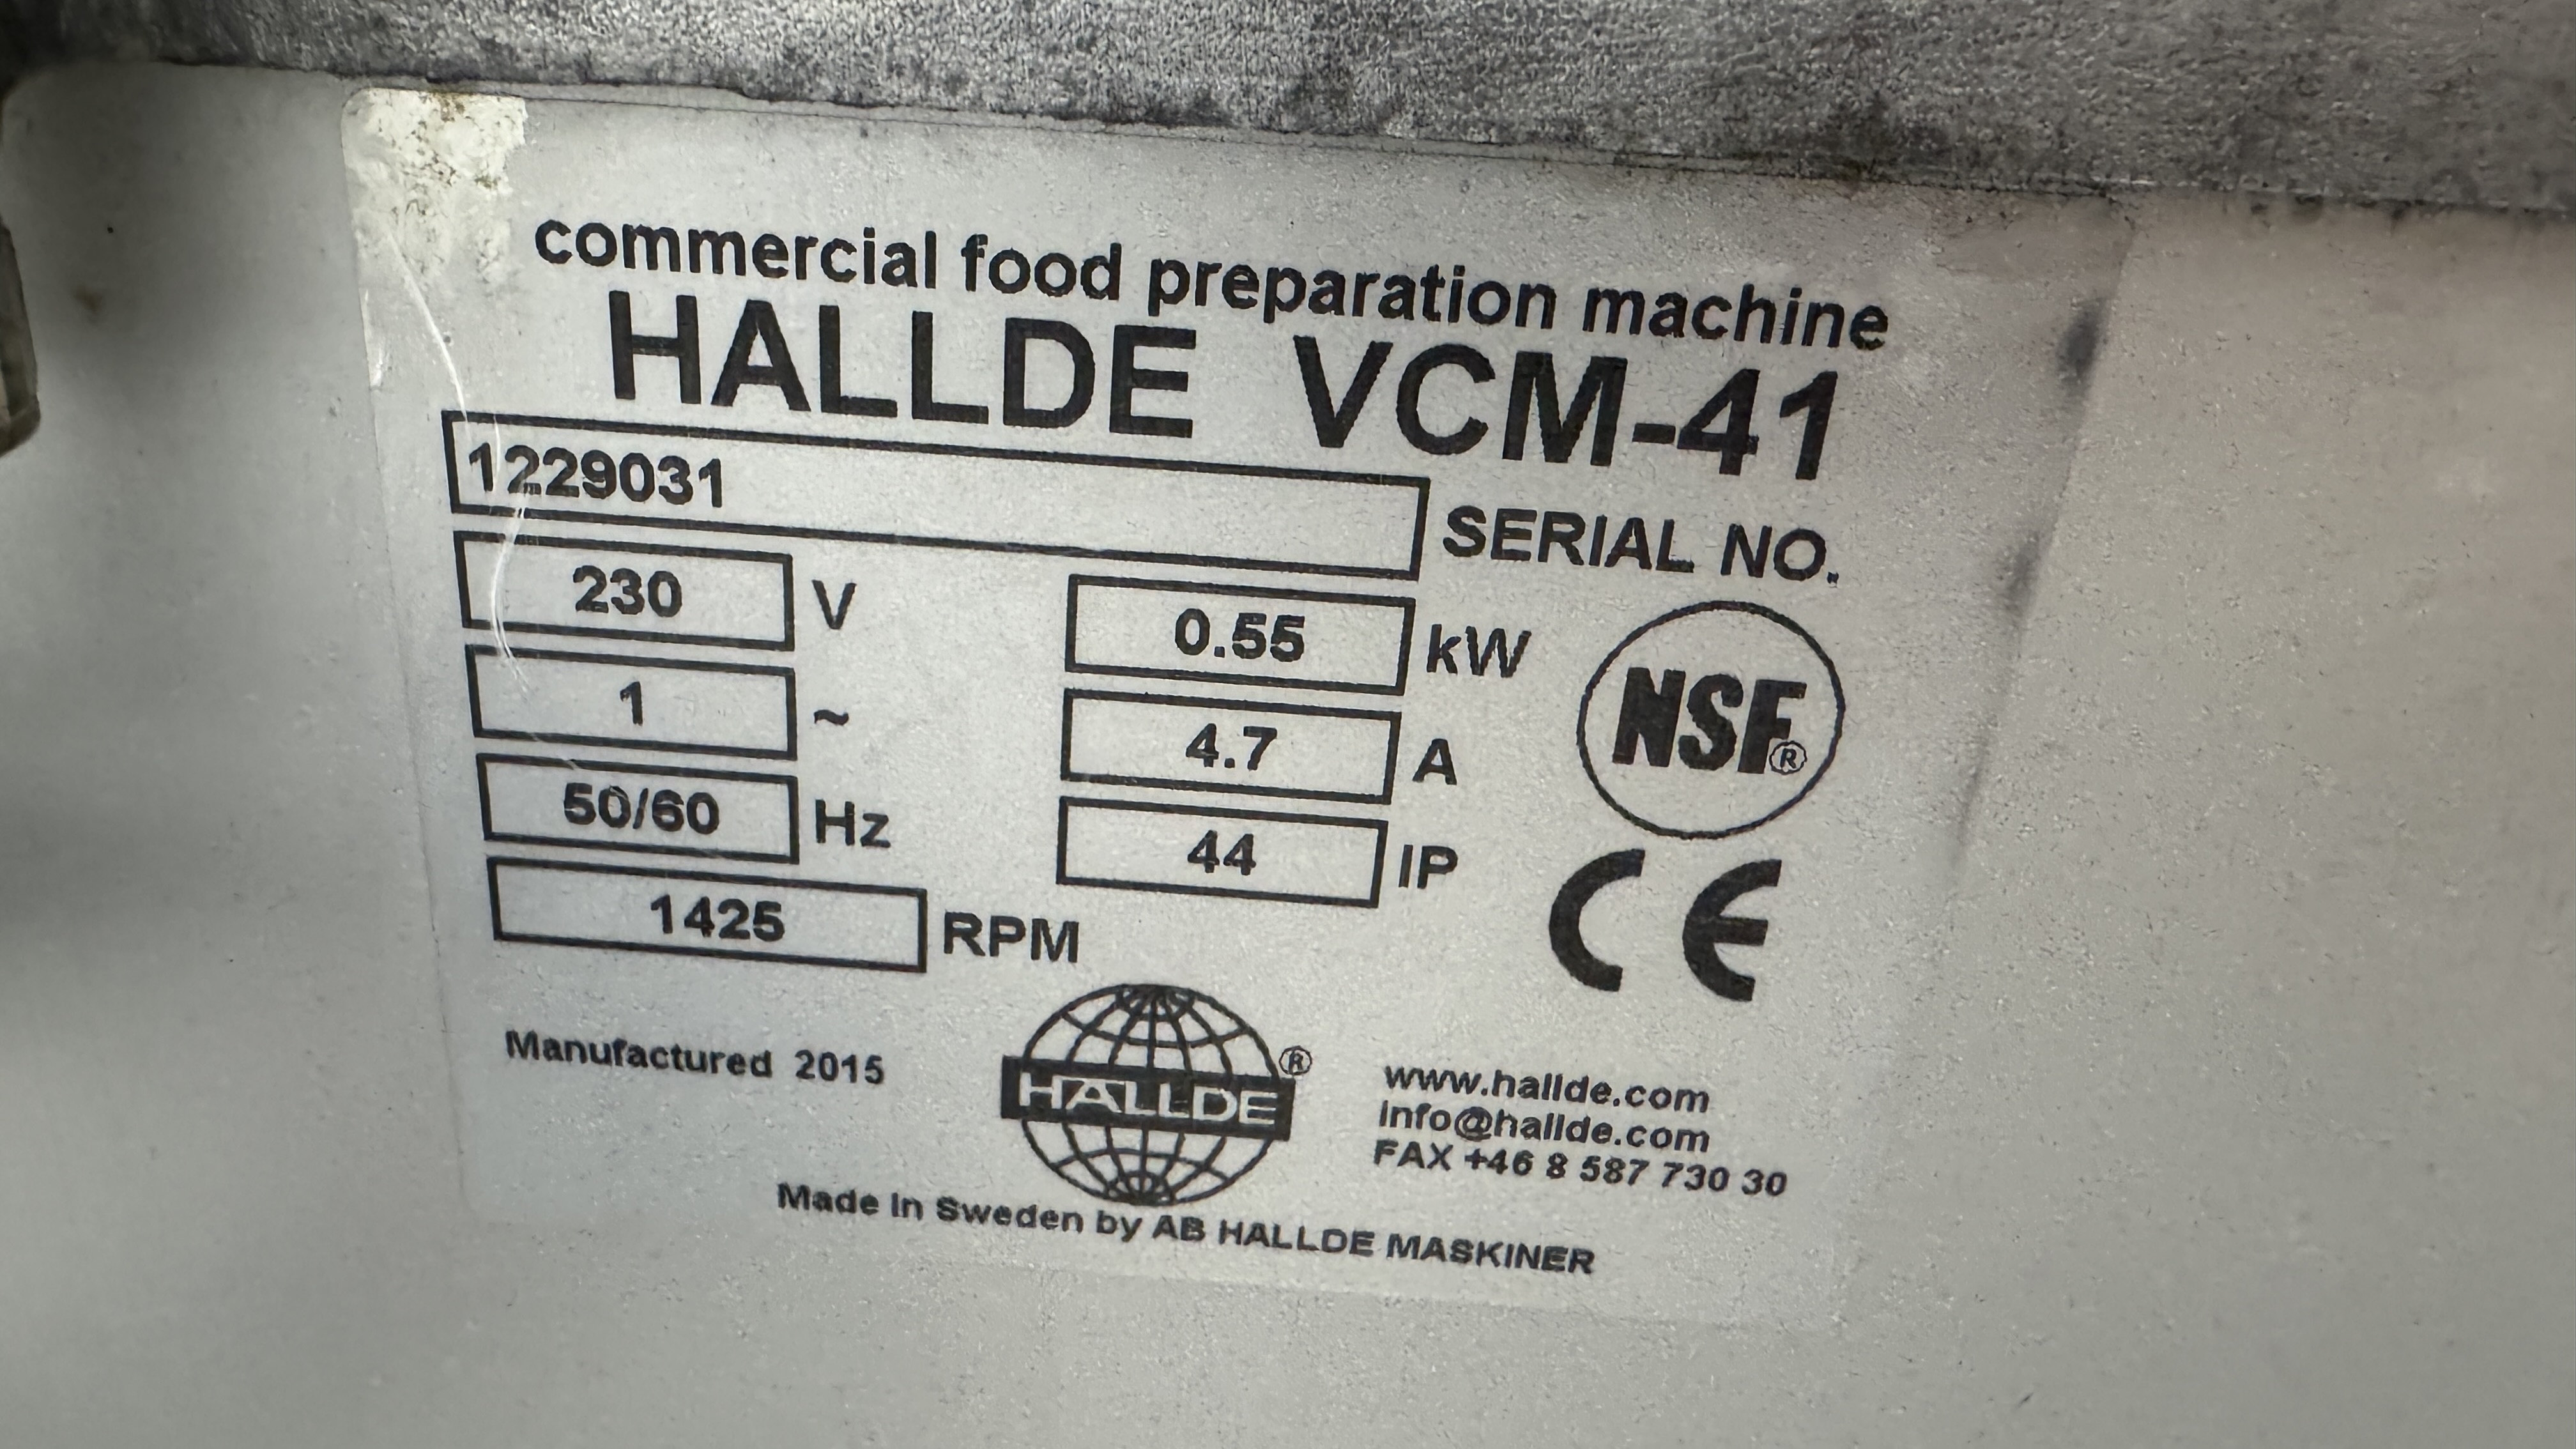 commercial food preparation machine
HALLDE VCM-41
1229031 SERIAL NO.
230 V 0.55 kW
1 ~ 4.7 A
50/60 Hz 44 IP
1425 RPM
NSF®
CE
Manufactured 2015
HALLDE®
www.hallde.com
info@hallde.com
FAX +46 8 587 730 30
Made in Sweden by AB HALLDE MASKINER